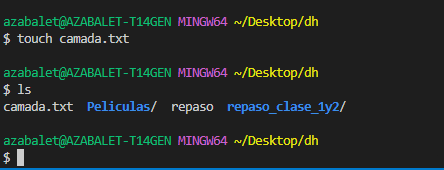 azabalet@AZABALET-T14GEN MINGW64 ~/Desktop/dh
$ touch camada.txt
azabalet@AZABALET-T14GEN MINGW64 ~/Desktop/dh
$ ls
camada.txt  Peliculas/  repaso  repaso_clase_1y2/
azabalet@AZABALET-T14GEN MINGW64 ~/Desktop/dh
$